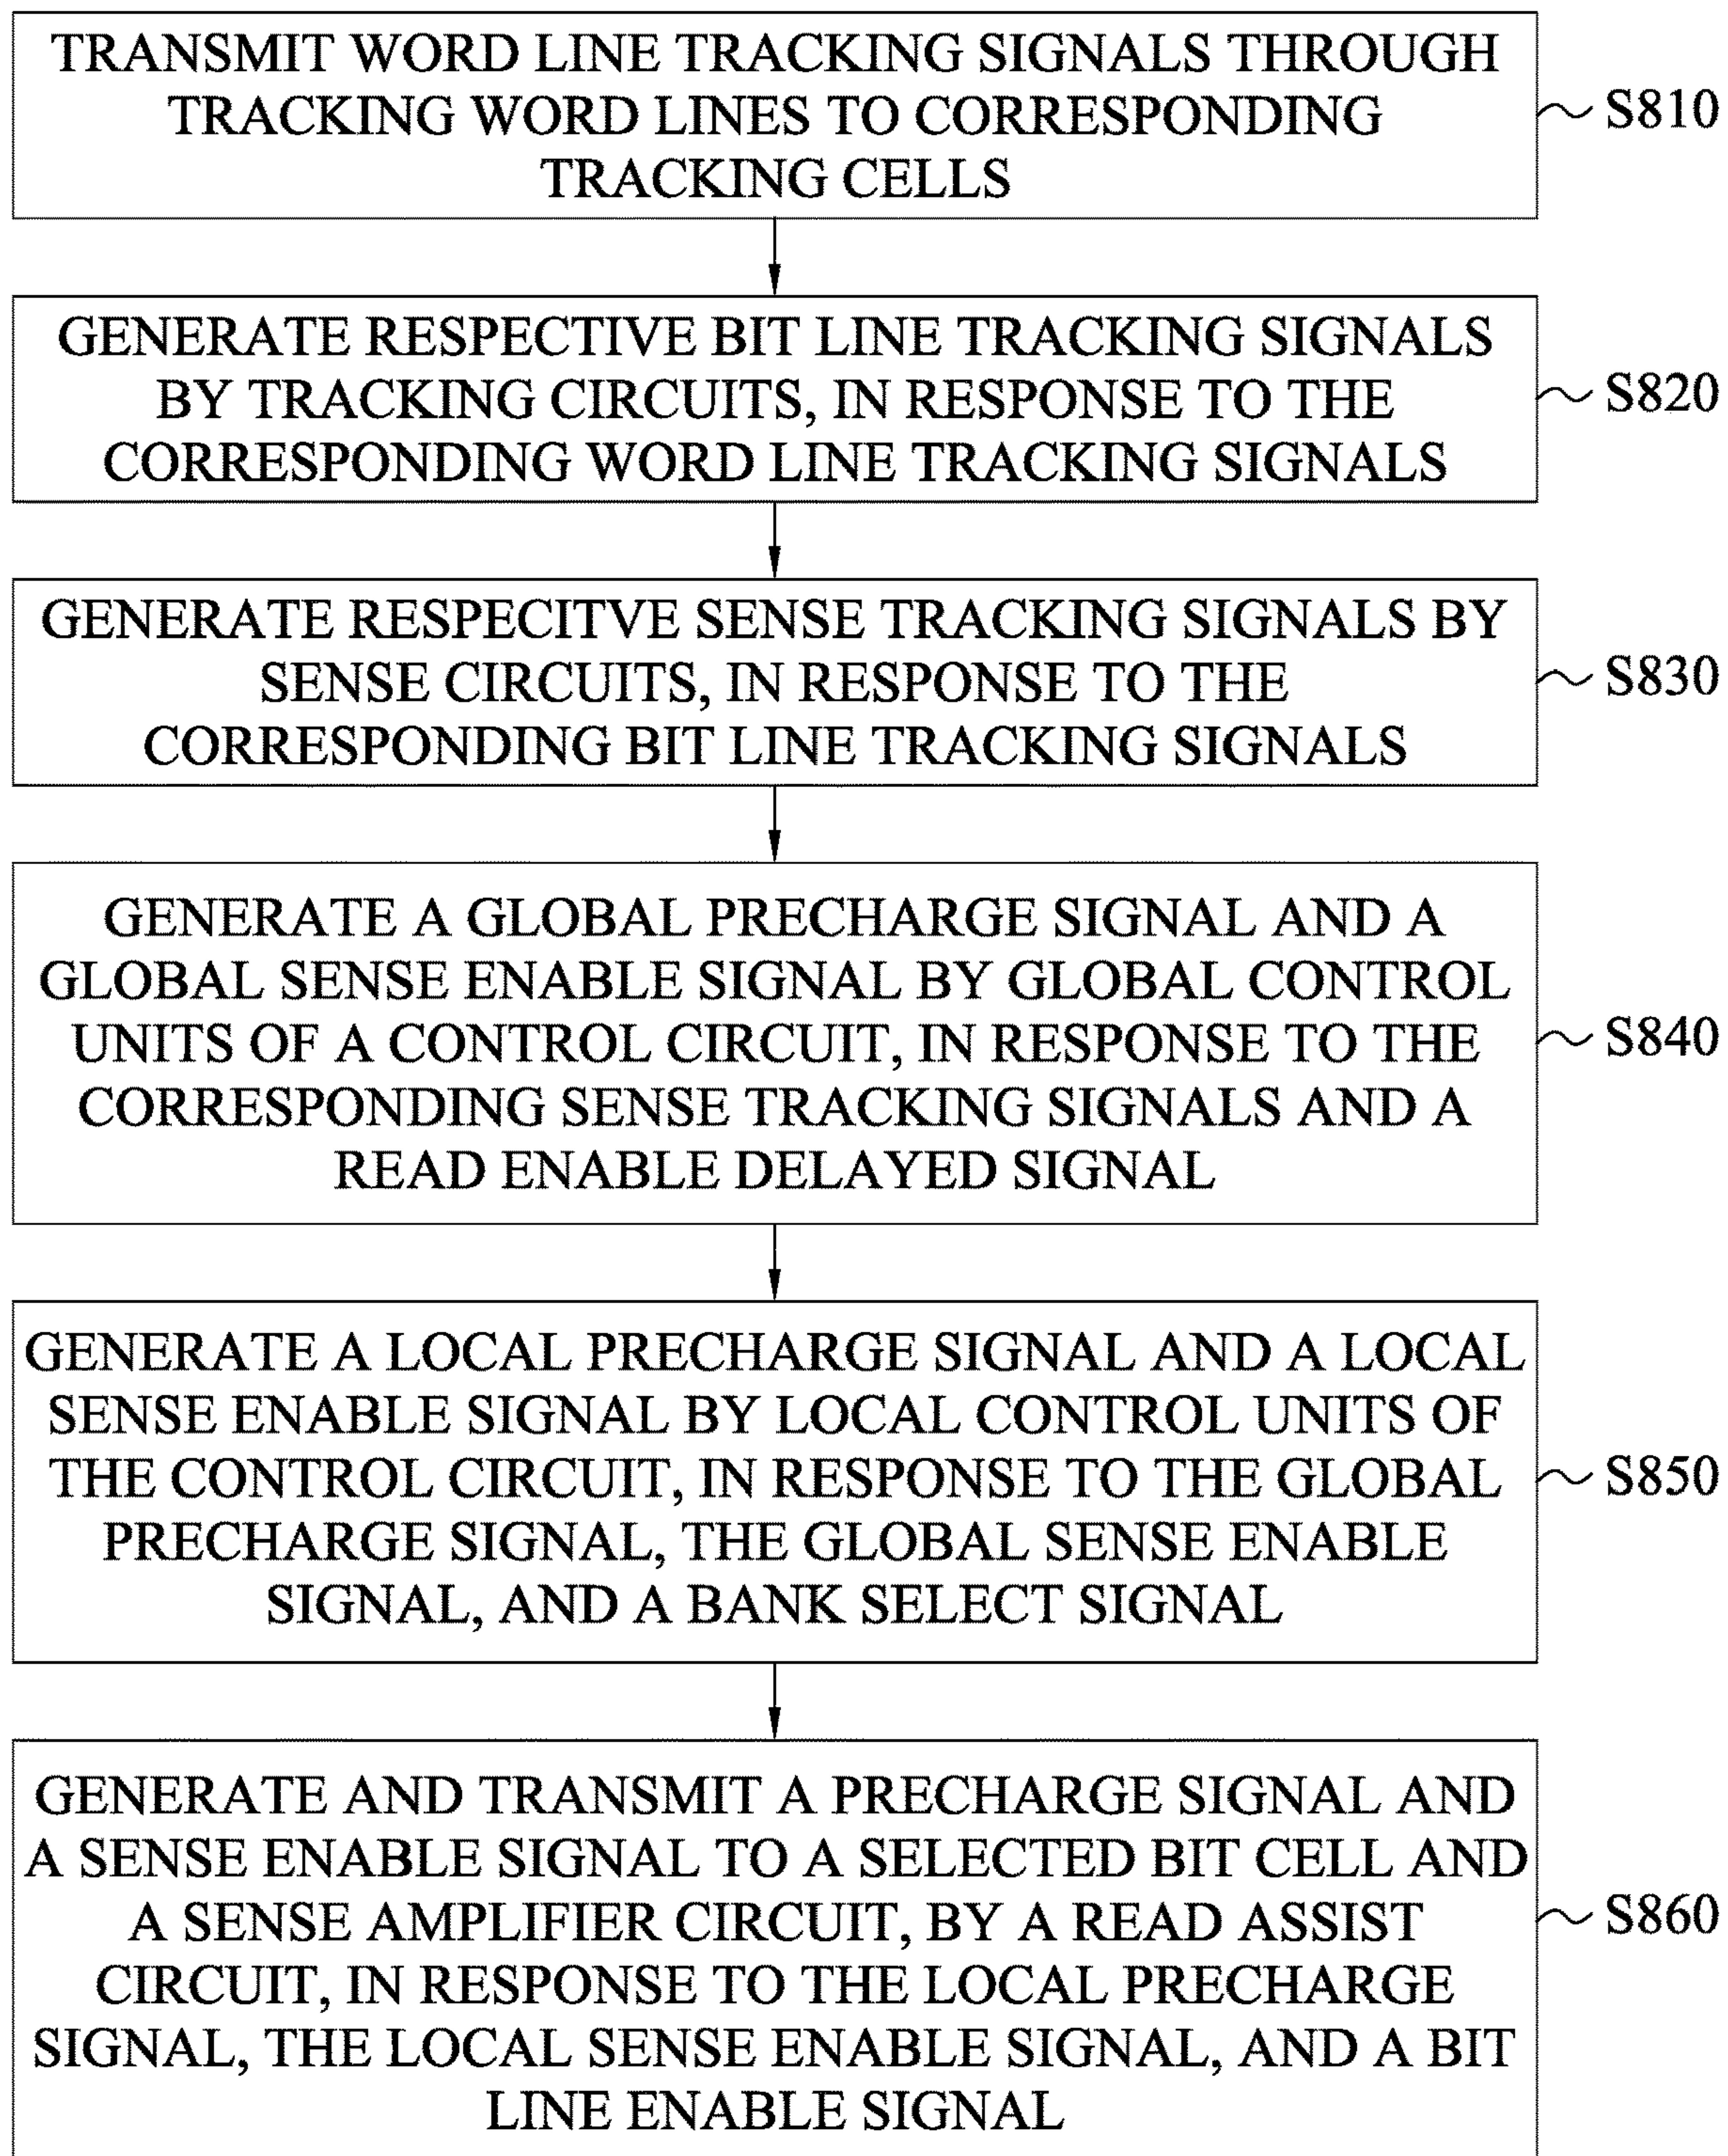 TRANSMIT WORD LINE TRACKING SIGNALS THROUGH
TRACKING WORD LINES TO CORRESPONDING
TRACKING CELLS
S810
GENERATE RESPECTIVE BIT LINE TRACKING SIGNALS
BY TRACKING CIRCUITS, IN RESPONSE TO THE
CORRESPONDING WORD LINE TRACKING SIGNALS
S820
GENERATE RESPECITVE SENSE TRACKING SIGNALS BY
SENSE CIRCUITS, IN RESPONSE TO THE
CORRESPONDING BIT LINE TRACKING SIGNALS
S830
GENERATE A GLOBAL PRECHARGE SIGNAL AND A
GLOBAL SENSE ENABLE SIGNAL BY GLOBAL CONTROL
UNITS OF A CONTROL CIRCUIT, IN RESPONSE TO THE
CORRESPONDING SENSE TRACKING SIGNALS AND A
READ ENABLE DELAYED SIGNAL
S840
GENERATE A LOCAL PRECHARGE SIGNAL AND A LOCAL
SENSE ENABLE SIGNAL BY LOCAL CONTROL UNITS OF
THE CONTROL CIRCUIT, IN RESPONSE TO THE GLOBAL
PRECHARGE SIGNAL, THE GLOBAL SENSE ENABLE
SIGNAL, AND A BANK SELECT SIGNAL
S850
GENERATE AND TRANSMIT A PRECHARGE SIGNAL AND
A SENSE ENABLE SIGNAL TO A SELECTED BIT CELL AND
A SENSE AMPLIFIER CIRCUIT, BY A READ ASSIST
CIRCUIT, IN RESPONSE TO THE LOCAL PRECHARGE
SIGNAL, THE LOCAL SENSE ENABLE SIGNAL, AND A BIT
LINE ENABLE SIGNAL
S860